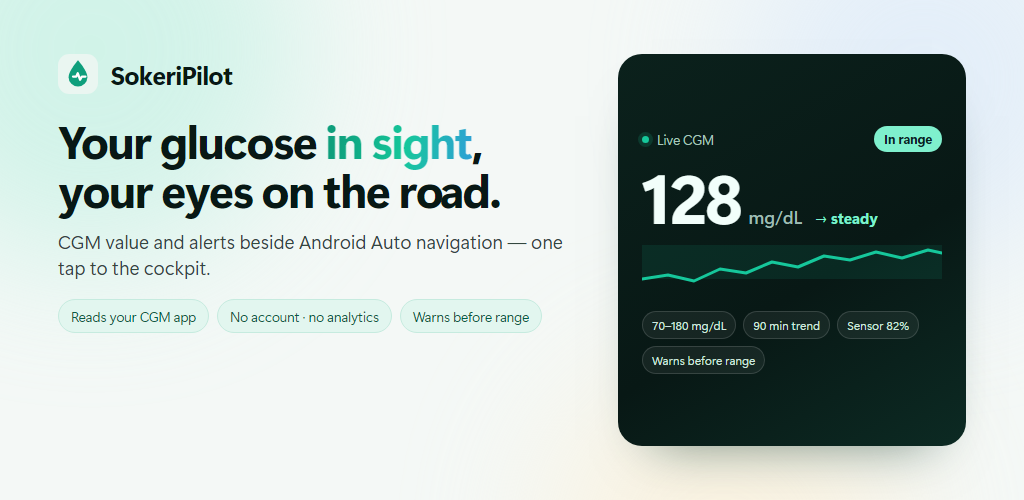 SokeriPilot
Your glucose in sight,
your eyes on the road.
CGM value and alerts beside Android Auto navigation — one
tap to the cockpit.
Reads your CGM app
No account · no analytics
Warns before range
Live CGM
In range
128 mg/dL → steady
70–180 mg/dL
90 min trend
Sensor 82%
Warns before range